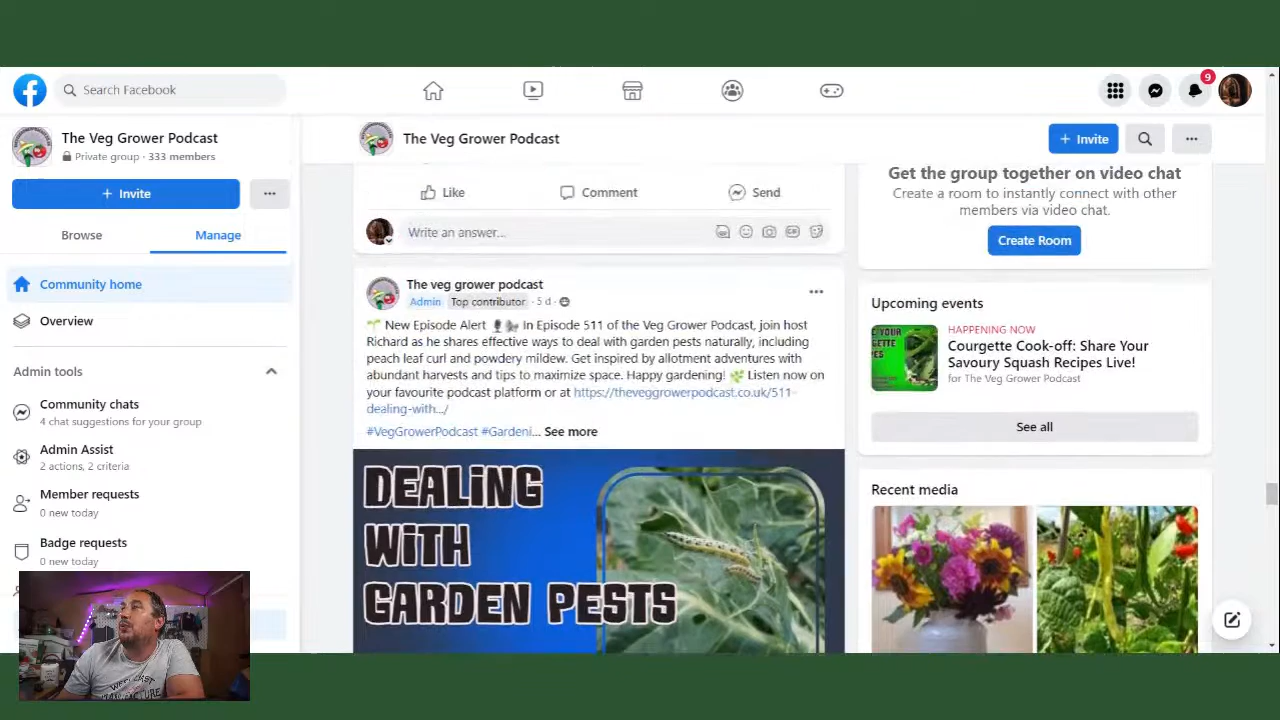 Search Facebook
9
The Veg Grower Podcast
Private group · 333 members
+ Invite
Browse
Manage
Community home
Overview
Admin tools
Community chats
4 chat suggestions for your group
Admin Assist
2 actions, 2 criteria
Member requests
0 new today
Badge requests
0 new today
The Veg Grower Podcast
+ Invite
Like
Comment
Send
Write an answer...
The veg grower podcast
Admin Top contributor · 5 d ·
🌱 New Episode Alert 🎙️🌬️ In Episode 511 of the Veg Grower Podcast, join host
Richard as he shares effective ways to deal with garden pests naturally, including
peach leaf curl and powdery mildew. Get inspired by allotment adventures with
abundant harvests and tips to maximize space. Happy gardening! 🌿 Listen now on
your favourite podcast platform or at https://theveggrowerpodcast.co.uk/511-
dealing-with.../
#VegGrowerPodcast #Gardeni... See more
DEALING
WITH
GARDEN PESTS
Get the group together on video chat
Create a room to instantly connect with other
members via video chat.
Create Room
Upcoming events
HAPPENING NOW
Courgette Cook-off: Share Your
Savoury Squash Recipes Live!
for The Veg Grower Podcast
See all
Recent media